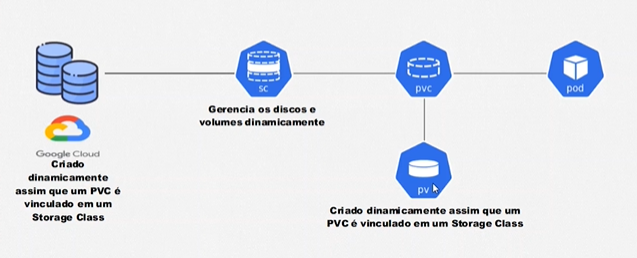 sc
pvc
pod
Gerencia os discos e
volumes dinamicamente
Google Cloud
Criado
dinamicamente
assim que um PVC é
vinculado em um
Storage Class
pv
Criado dinamicamente assim que um
PVC é vinculado em um Storage Class